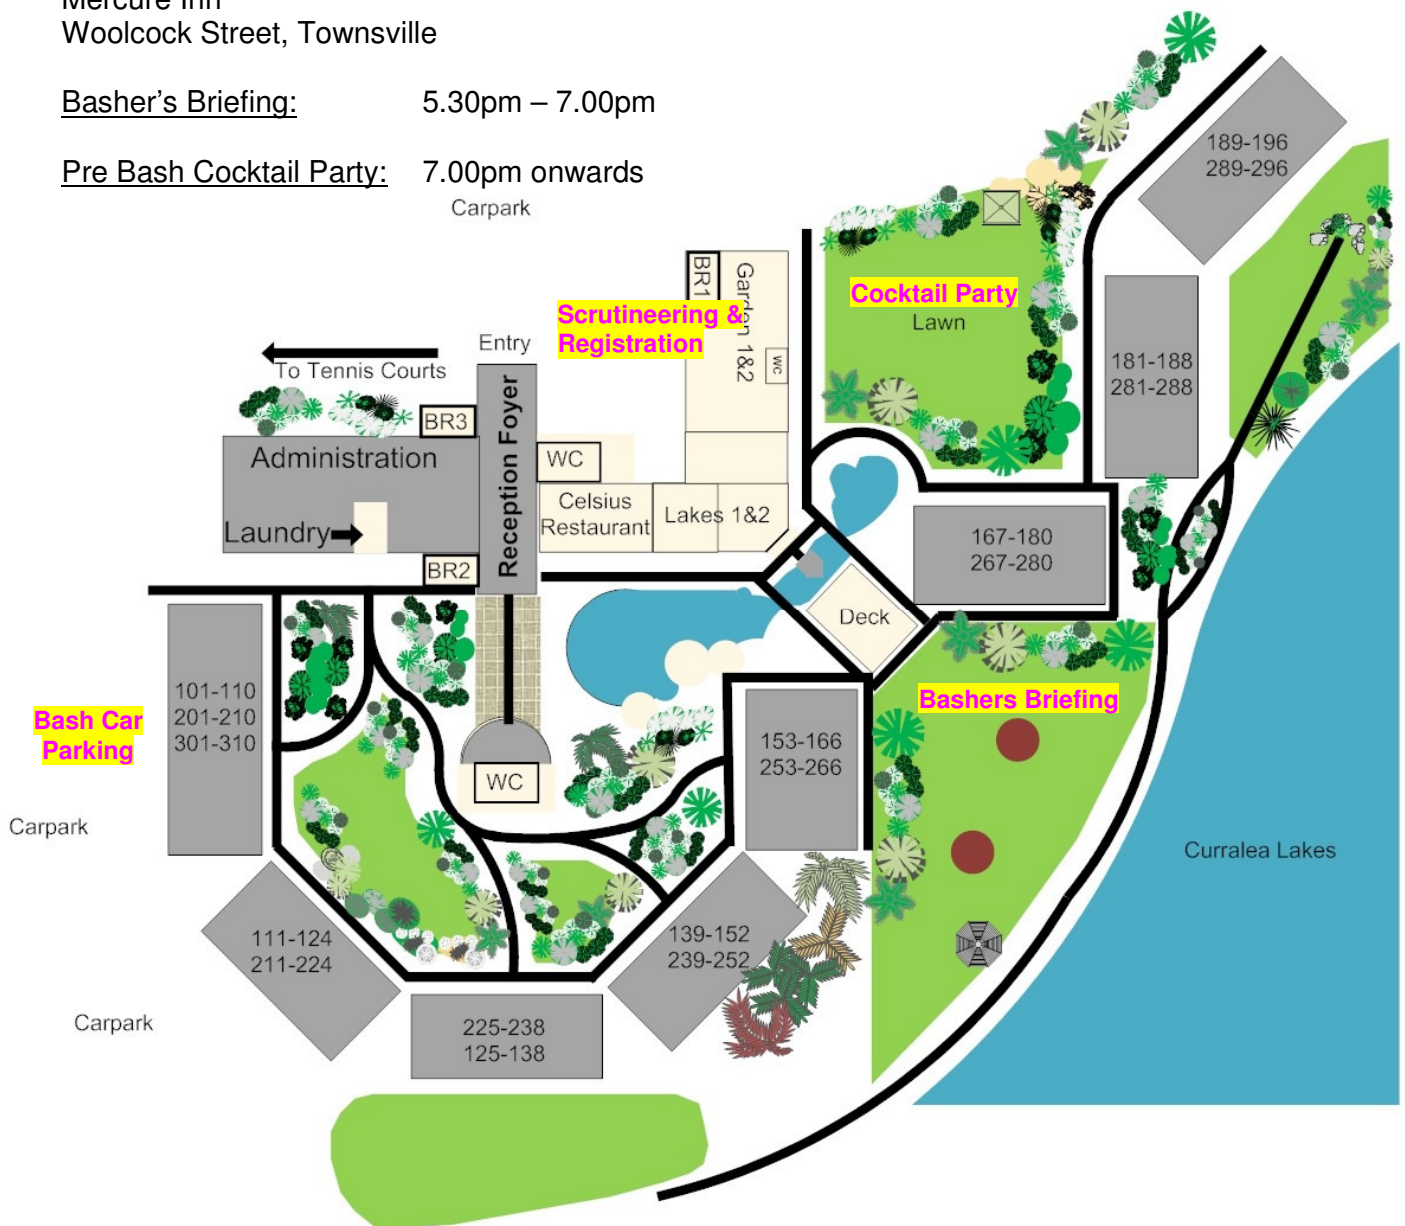 Mercure Inn
Woolcock Street, Townsville
Basher's Briefing: 5.30pm – 7.00pm
Pre Bash Cocktail Party: 7.00pm onwards
Carpark
189-196
289-296
BR1
Garden 1&2
WC
Scrutineering &
Registration
Cocktail Party
Lawn
Entry
To Tennis Courts
181-188
281-288
BR3
Reception Foyer
Administration
WC
Celsius
Restaurant
Lakes 1&2
Laundry
167-180
267-280
BR2
Deck
101-110
201-210
301-310
Bash Car
Parking
Bashers Briefing
153-166
253-266
WC
Carpark
Curralea Lakes
111-124
211-224
139-152
239-252
Carpark
225-238
125-138